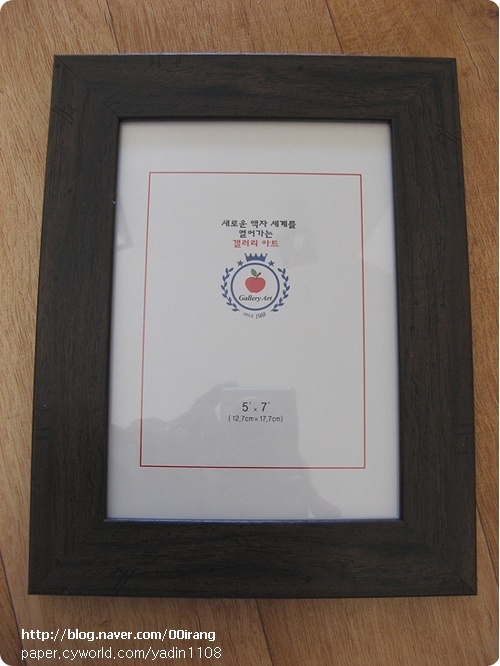 새로운 액자 세계를
열어가는
갤러리 아트
Gallery Art
since 1988
5" x 7"
(12.7cm x 17.7cm)
http://blog.naver.com/00irang
paper.cyworld.com/yadin1108